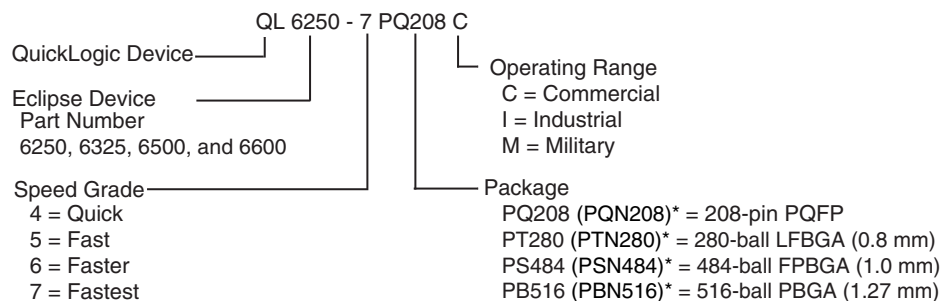 QL 6250 - 7 PQ208 C
QuickLogic Device
Operating Range
C = Commercial
I = Industrial
M = Military
Eclipse Device
Part Number
6250, 6325, 6500, and 6600
Speed Grade
4 = Quick
5 = Fast
6 = Faster
7 = Fastest
Package
PQ208 (PQN208)* = 208-pin PQFP
PT280 (PTN280)* = 280-ball LFBGA (0.8 mm)
PS484 (PSN484)* = 484-ball FPBGA (1.0 mm)
PB516 (PBN516)* = 516-ball PBGA (1.27 mm)